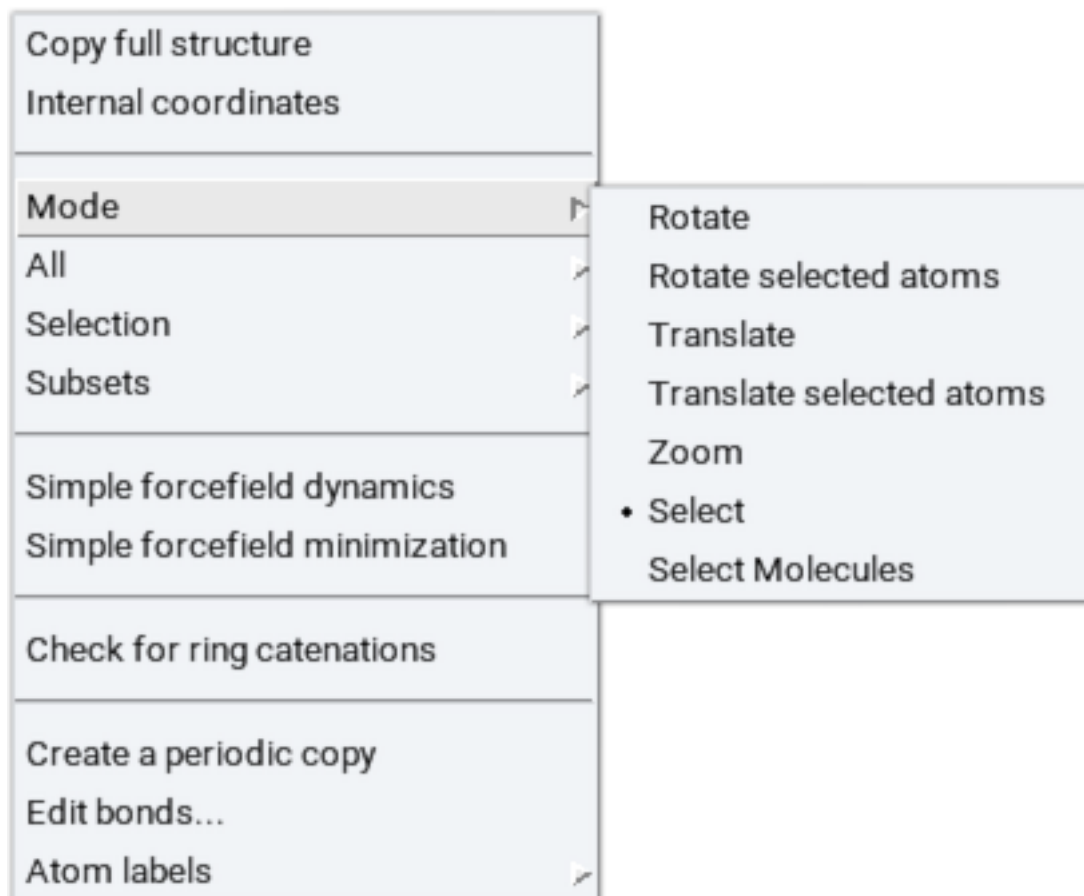 Copy full structure
Internal coordinates
Mode
All
Selection
Subsets
Simple forcefield dynamics
Simple forcefield minimization
Check for ring catenations
Create a periodic copy
Edit bonds...
Atom labels
Rotate
Rotate selected atoms
Translate
Translate selected atoms
Zoom
• Select
Select Molecules